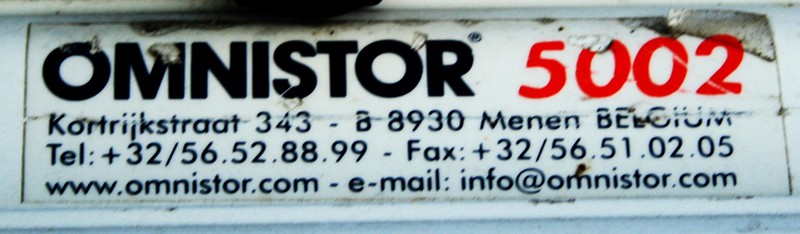 OMNISTOR® 5002
Kortrijkstraat 343 - B 8930 Menen BELGIUM
Tel:+32/56.52.88.99 - Fax:+32/56.51.02.05
www.omnistor.com - e-mail: info@omnistor.com